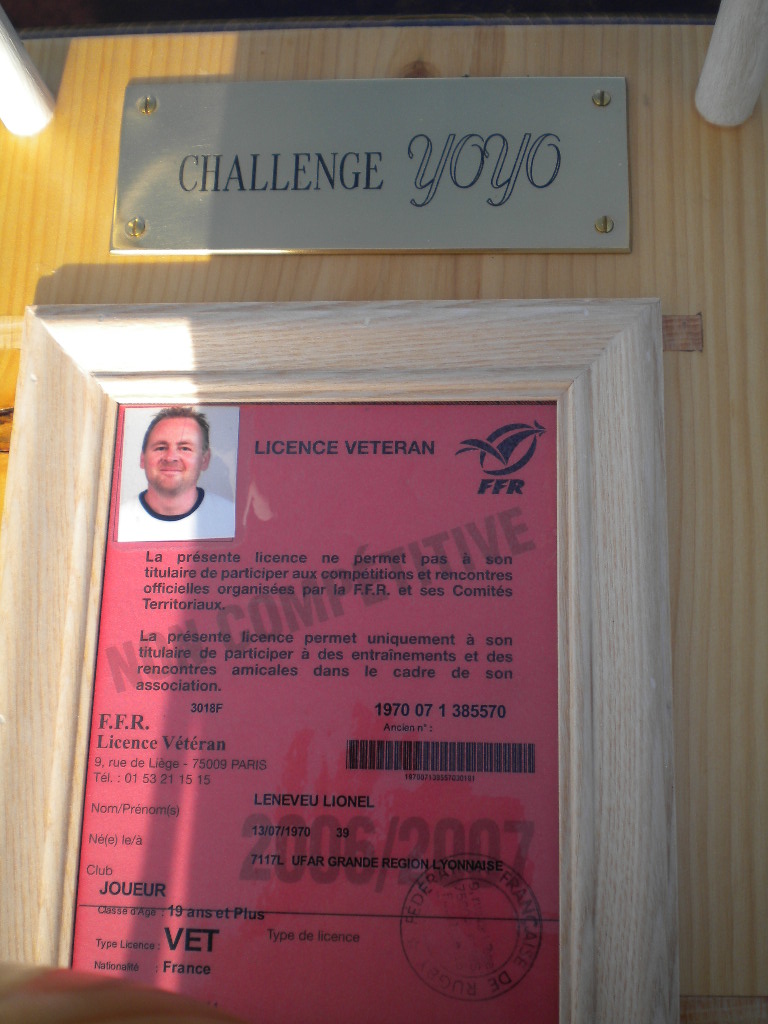 CHALLENGE YOYO
LICENCE VETERAN
FFR
NON COMPÉTITIVE
La présente licence ne permet pas à son
titulaire de participer aux compétitions et rencontres
officielles organisées par la F.F.R. et ses Comités
Territoriaux.
La présente licence permet uniquement à son
titulaire de participer à des entraînements et des
rencontres amicales dans le cadre de son
association.
3018F
1970 07 1 385570
Ancien n° :
F.F.R.
Licence Vétéran
9, rue de Liège - 75009 PARIS
Tél. : 01 53 21 15 15
Nom/Prénom(s)
LENEVEU LIONEL
Né(e) le/à
13/07/1970 39
2006/2007
7117L UFAR GRANDE REGION LYONNAISE
Club
JOUEUR
Classe d'Age : 19 ans et Plus
Type Licence : VET
Type de licence
Nationalité : France
FÉDÉRATION FRANÇAISE DE RUGBY